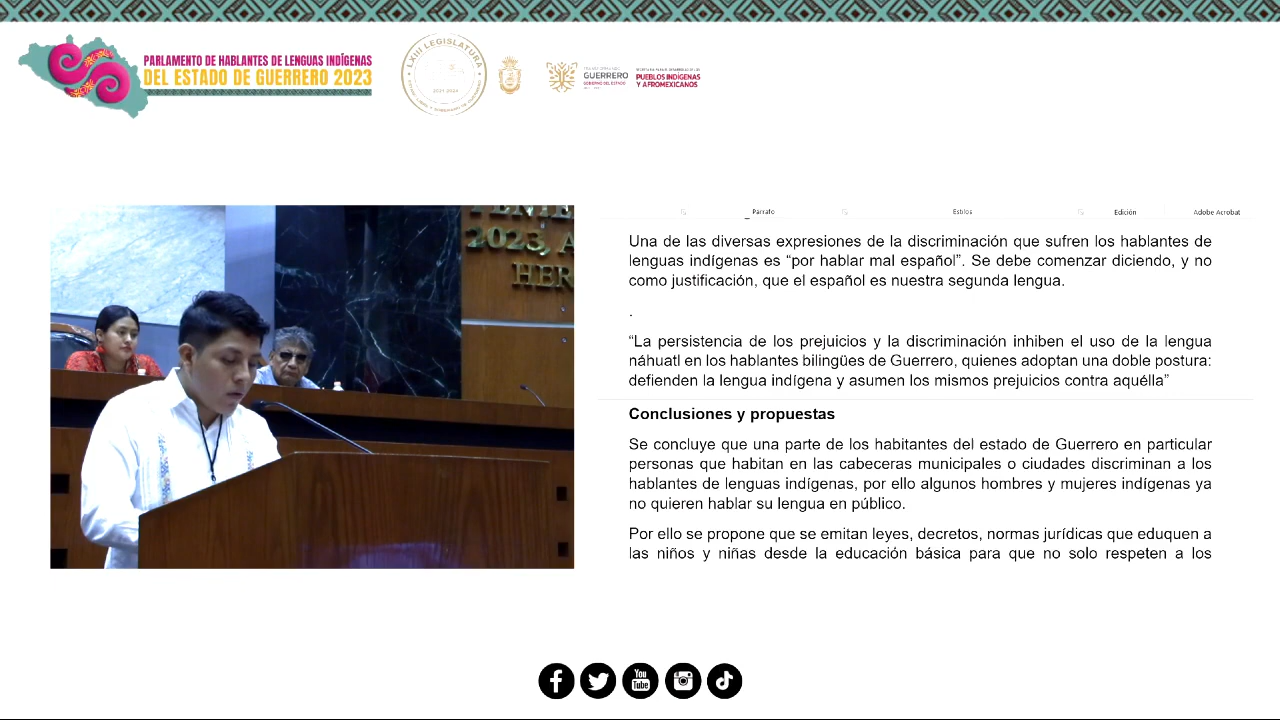 PARLAMENTO DE HABLANTES DE LENGUAS INDÍGENAS
DEL ESTADO DE GUERRERO 2023
LXIII LEGISLATURA
2021-2024
GUERRERO
GOBIERNO DEL ESTADO
PUEBLOS INDÍGENAS
Y AFROMEXICANOS
2023, A
HER
Párrafo
Estilos
Edición
Adobe Acrobat
Una de las diversas expresiones de la discriminación que sufren los hablantes de
lenguas indígenas es “por hablar mal español”. Se debe comenzar diciendo, y no
como justificación, que el español es nuestra segunda lengua.
.
“La persistencia de los prejuicios y la discriminación inhiben el uso de la lengua
náhuatl en los hablantes bilingües de Guerrero, quienes adoptan una doble postura:
defienden la lengua indígena y asumen los mismos prejuicios contra aquélla”
Conclusiones y propuestas
Se concluye que una parte de los habitantes del estado de Guerrero en particular
personas que habitan en las cabeceras municipales o ciudades discriminan a los
hablantes de lenguas indígenas, por ello algunos hombres y mujeres indígenas ya
no quieren hablar su lengua en público.
Por ello se propone que se emitan leyes, decretos, normas jurídicas que eduquen a
las niños y niñas desde la educación básica para que no solo respeten a los
You
Tube